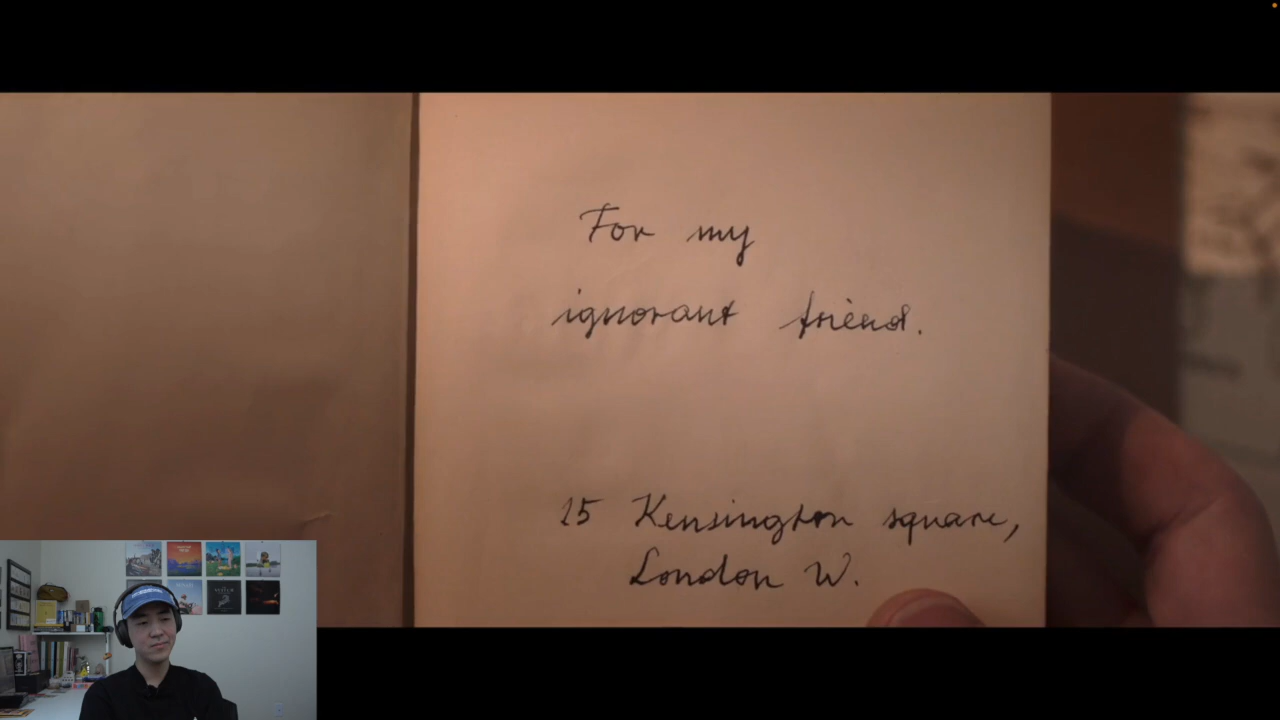 For my
ignorant friend.
15 Kensington square,
London W.